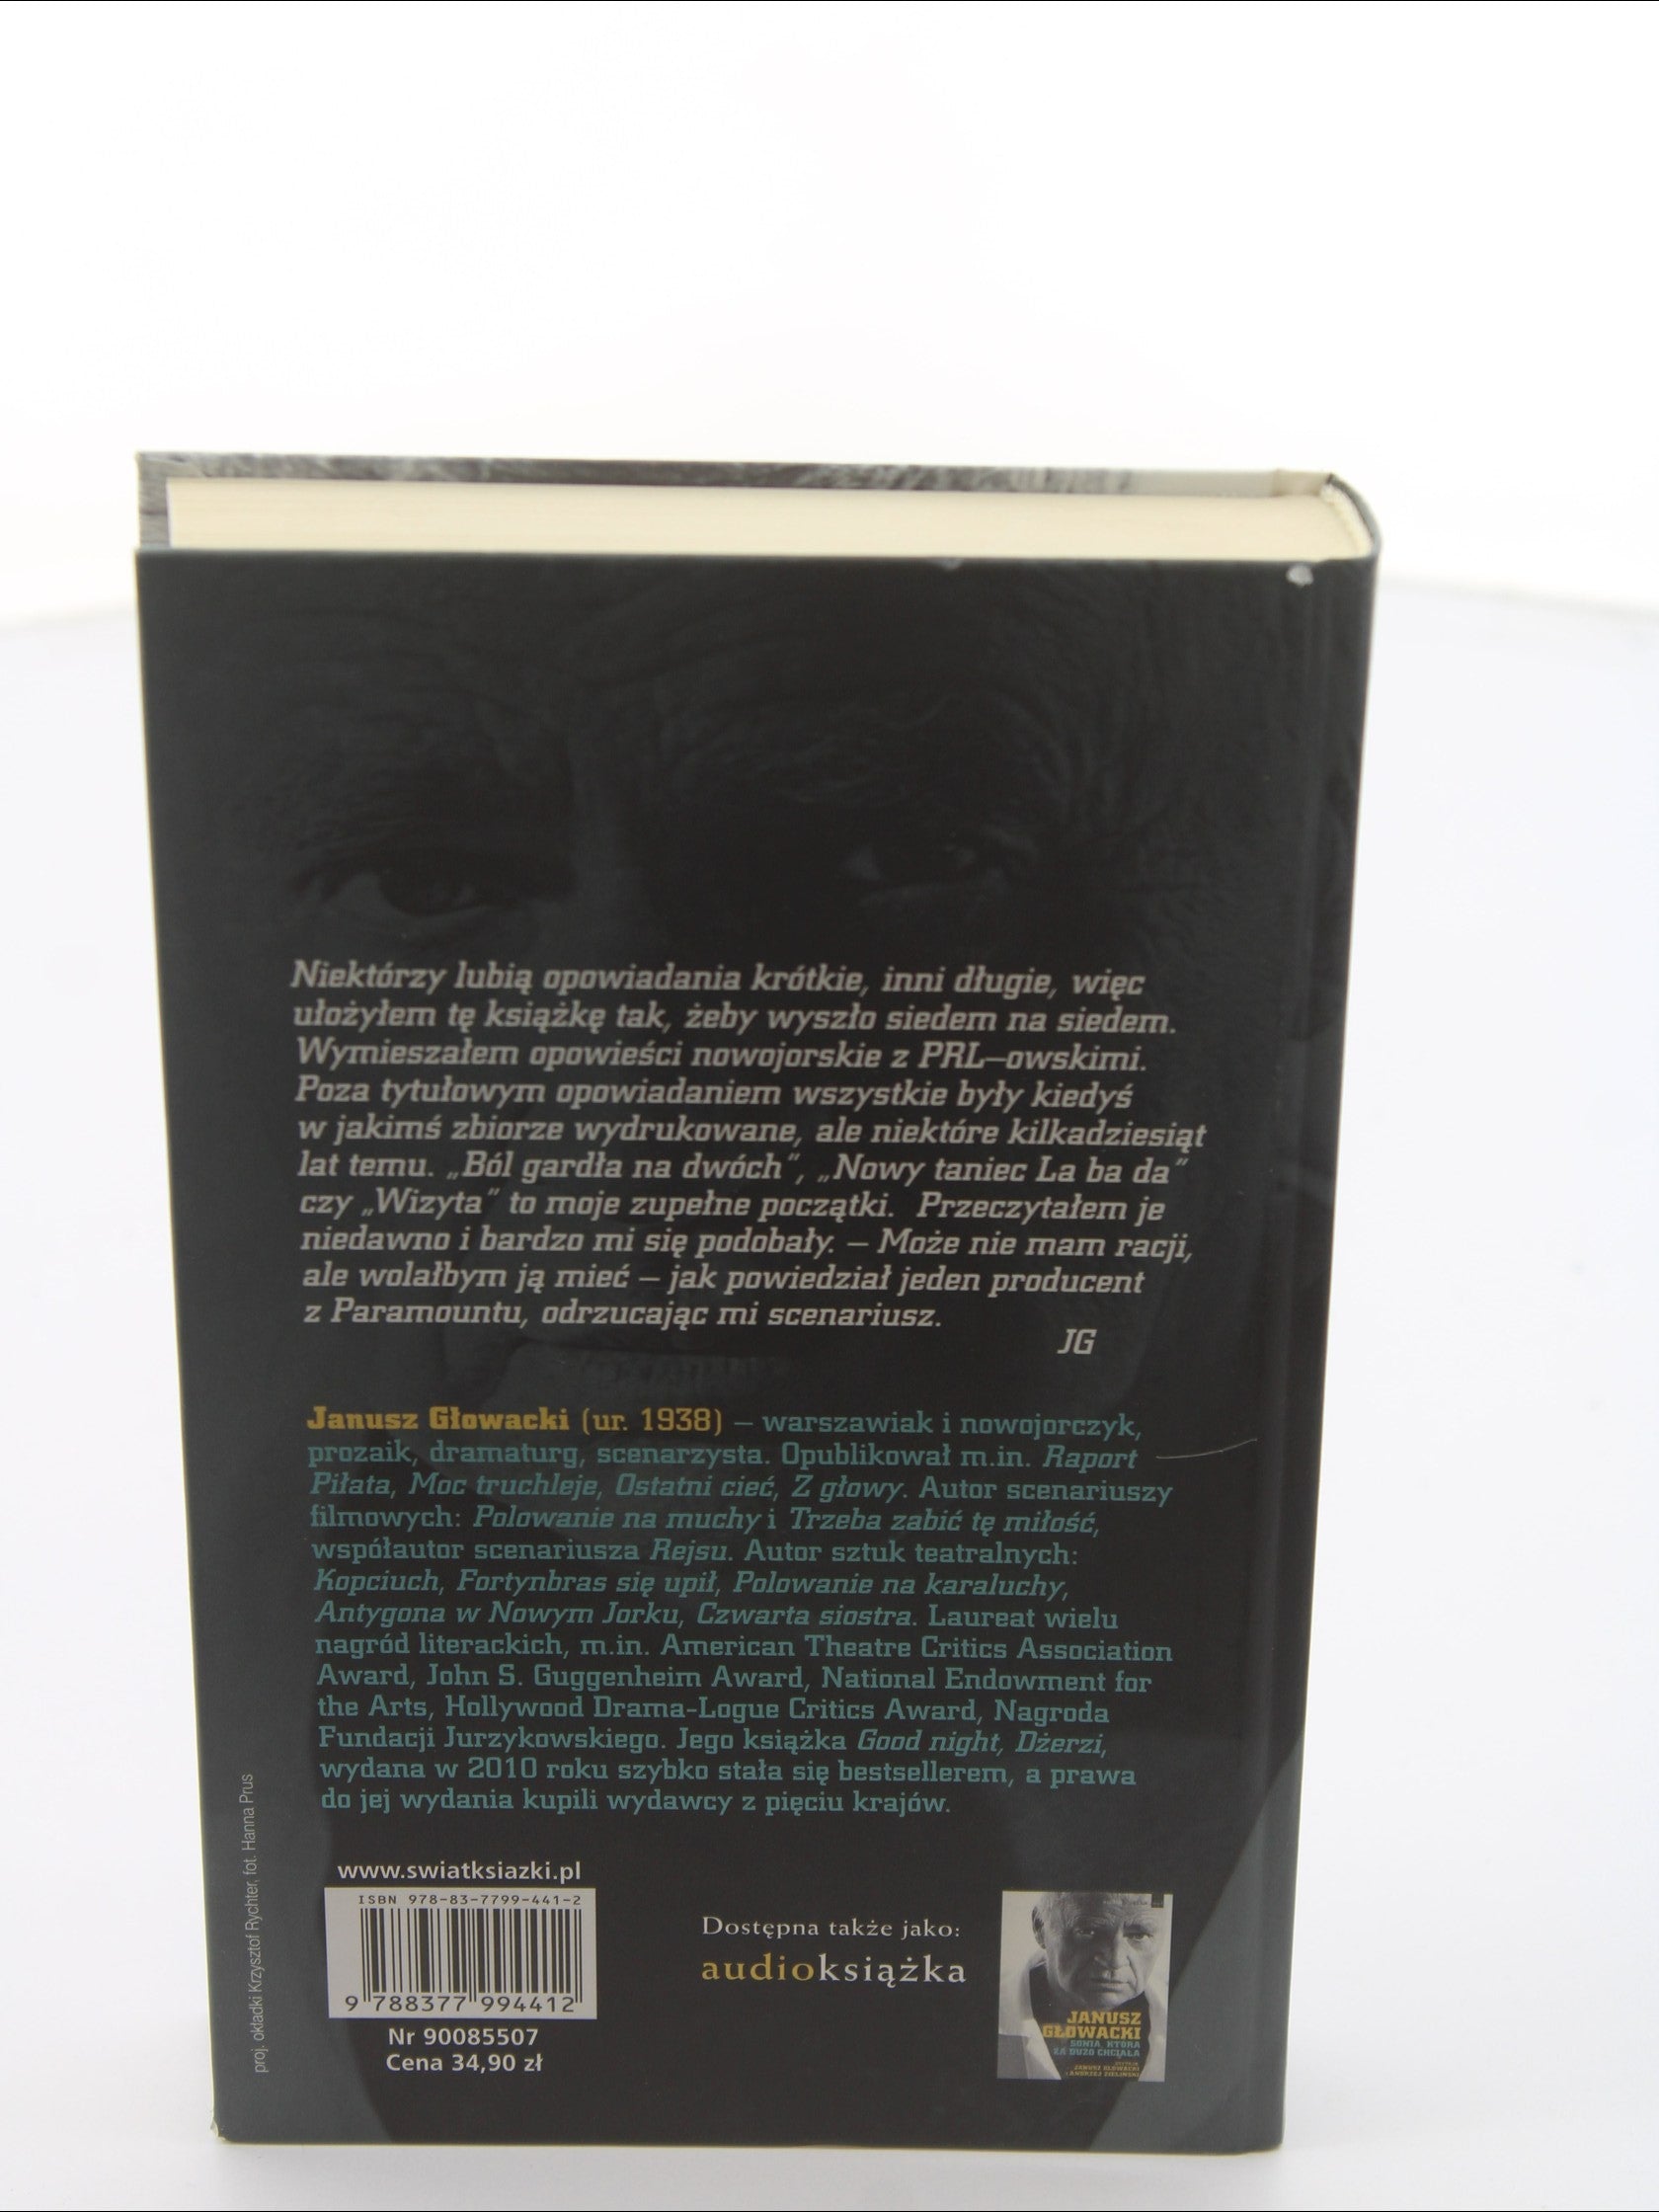 Niektórzy lubią opowiadania krótkie, inni długie, więc
ułożyłem tę książkę tak, żeby wyszło siedem na siedem.
Wymieszałem opowieści nowojorskie z PRL–owskimi.
Poza tytułowym opowiadaniem wszystkie były kiedyś
w jakimś zbiorze wydrukowane, ale niektóre kilkadziesiąt
lat temu. „Ból gardła na dwóch”, „Nowy taniec La ba da”
czy „Wizyta” to moje zupełne początki. Przeczytałem je
niedawno i bardzo mi się podobały. – Może nie mam racji,
ale wolałbym ją mieć – jak powiedział jeden producent
z Paramountu, odrzucając mi scenariusz.
JG
Janusz Głowacki (ur. 1938) – warszawiak i nowojorczyk,
prozaik, dramaturg, scenarzysta. Opublikował m.in. Raport
Piłata, Moc truchleje, Ostatni cieć, Z głowy. Autor scenariuszy
filmowych: Polowanie na muchy i Trzeba zabić tę miłość,
współautor scenariusza Rejsu. Autor sztuk teatralnych:
Kopciuch, Fortynbras się upił, Polowanie na karaluchy,
Antygona w Nowym Jorku, Czwarta siostra. Laureat wielu
nagród literackich, m.in. American Theatre Critics Association
Award, John S. Guggenheim Award, National Endowment for
the Arts, Hollywood Drama-Logue Critics Award, Nagroda
Fundacji Jurzykowskiego. Jego książka Good night, Dżerzi,
wydana w 2010 roku szybko stała się bestsellerem, a prawa
do jej wydania kupili wydawcy z pięciu krajów.
proj. okładki Krzysztof Rychter, fot. Hanna Prus
www.swiatksiazki.pl
ISBN 978-83-7799-441-2
9 788377 994412
Nr 90085507
Cena 34,90 zł
Dostępna także jako:
audioksiążka
JANUSZ
GŁOWACKI
SONIA, KTÓRA
ZA DUŻO CHCIAŁA
JANUSZ GŁOWACKI
ANDRZEJ ZIELIŃSKI